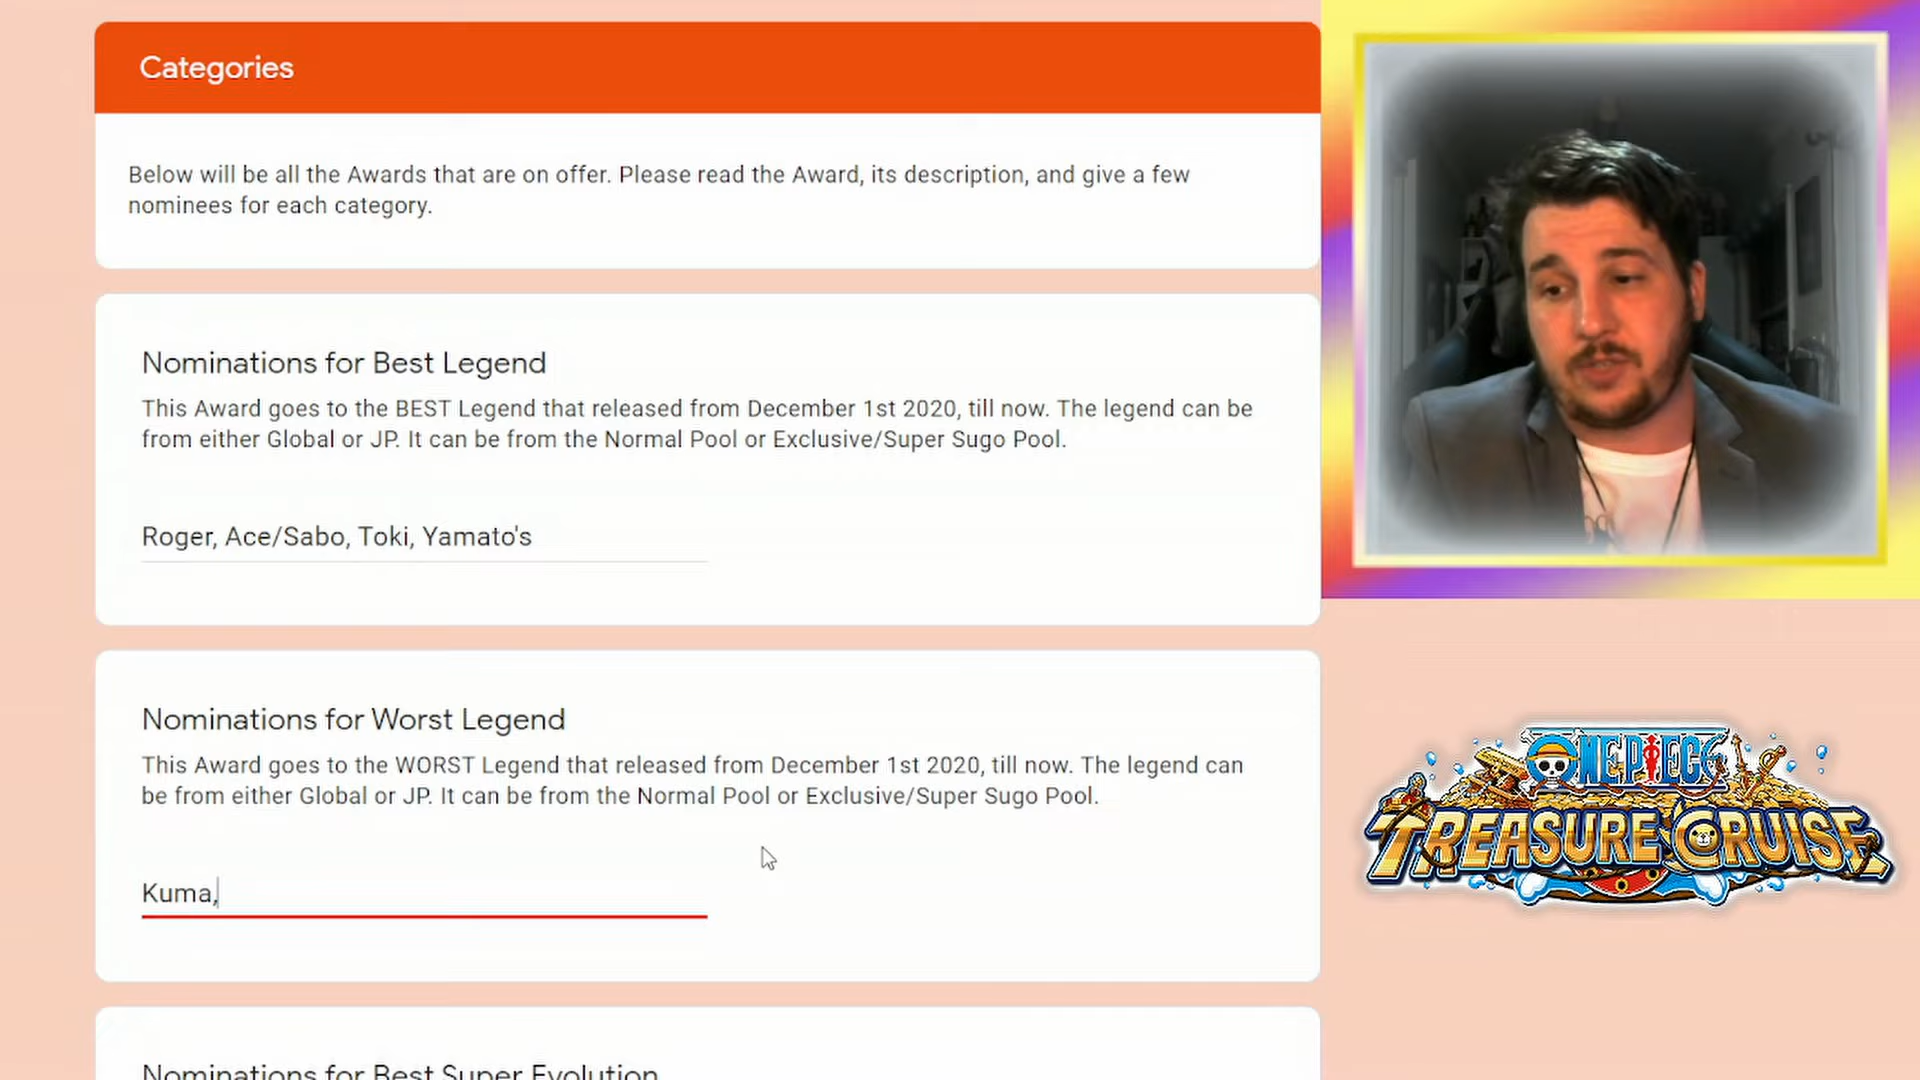 Categories
Below will be all the Awards that are on offer. Please read the Award, its description, and give a few
nominees for each category.
Nominations for Best Legend
This Award goes to the BEST Legend that released from December 1st 2020, till now. The legend can be
from either Global or JP. It can be from the Normal Pool or Exclusive/Super Sugo Pool.
Roger, Ace/Sabo, Toki, Yamato's
Nominations for Worst Legend
This Award goes to the WORST Legend that released from December 1st 2020, till now. The legend can
be from either Global or JP. It can be from the Normal Pool or Exclusive/Super Sugo Pool.
Kuma,
Nominations for Best Super Evolution
ONE PIECE
TREASURE CRUISE